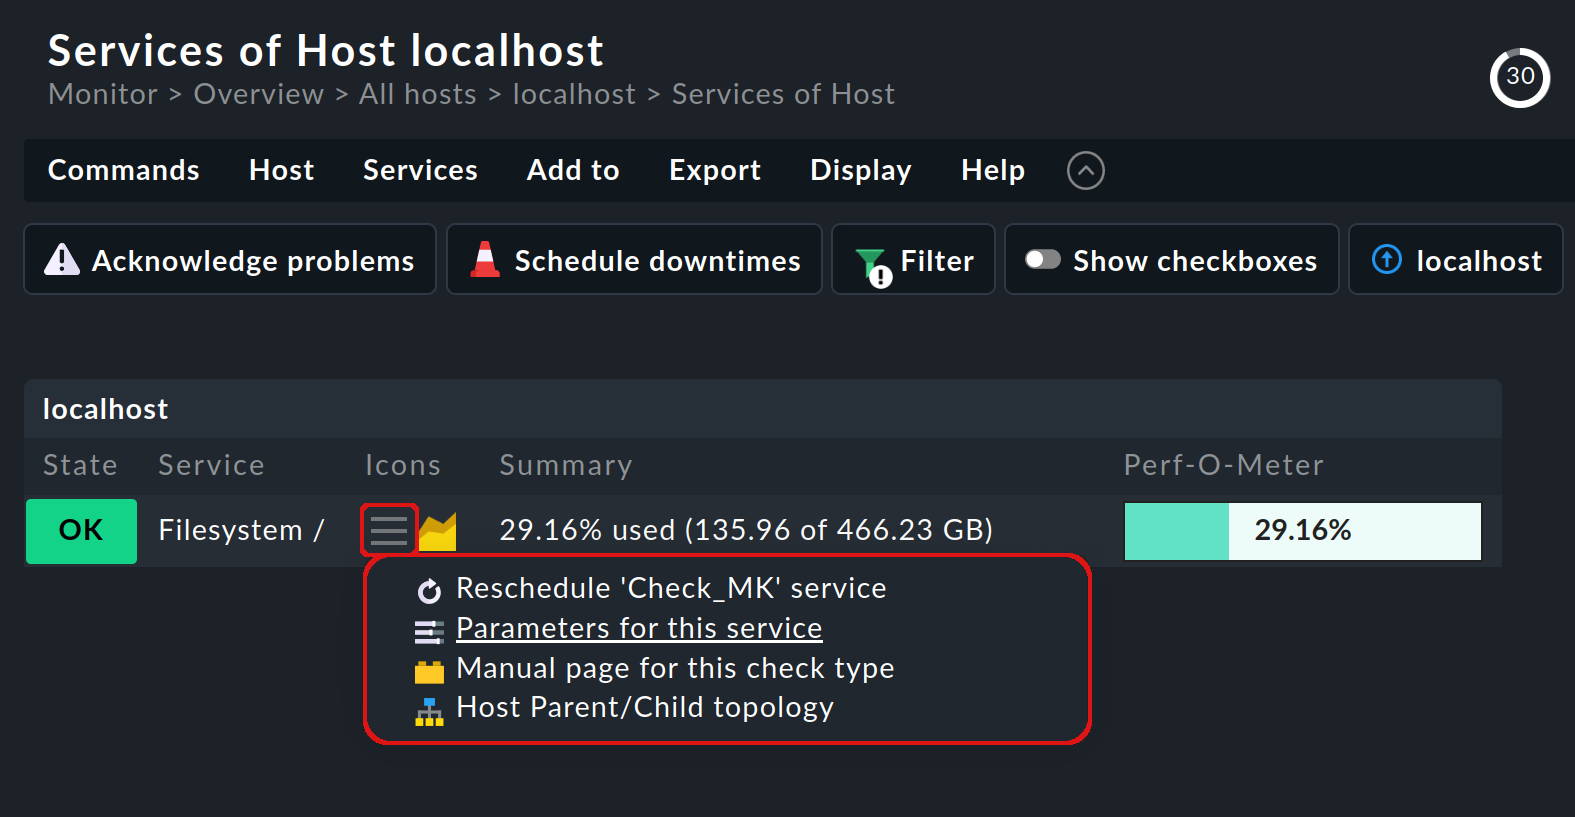 Services of Host localhost
Monitor > Overview > All hosts > localhost > Services of Host
30
Commands Host Services Add to Export Display Help
Acknowledge problems Schedule downtimes Filter Show checkboxes localhost
localhost
State Service Icons Summary Perf-O-Meter
OK Filesystem / 29.16% used (135.96 of 466.23 GB) 29.16%
Reschedule 'Check_MK' service
Parameters for this service
Manual page for this check type
Host Parent/Child topology